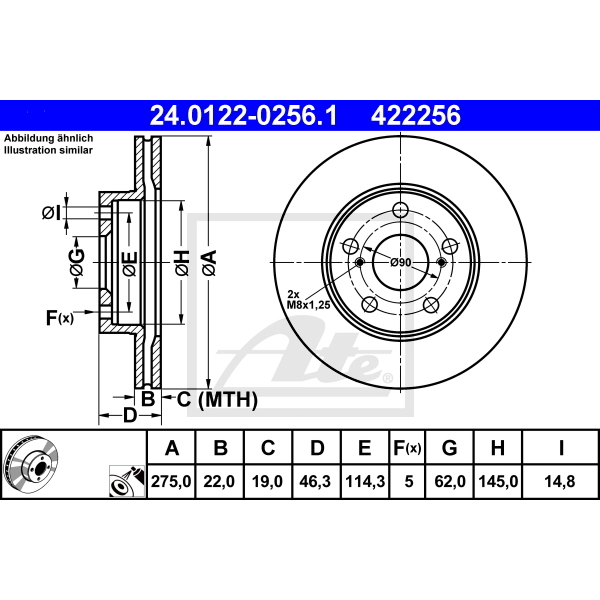 24.0122-0256.1 422256
Abbildung ähnlich
Illustration similar
ØI
ØG
ØE
ØH
ØA
F(x)
B
C (MTH)
D
Ø90
2x
M8x1,25
Ate
A B C D E F(x) G H I
275,0 22,0 19,0 46,3 114,3 5 62,0 145,0 14,8